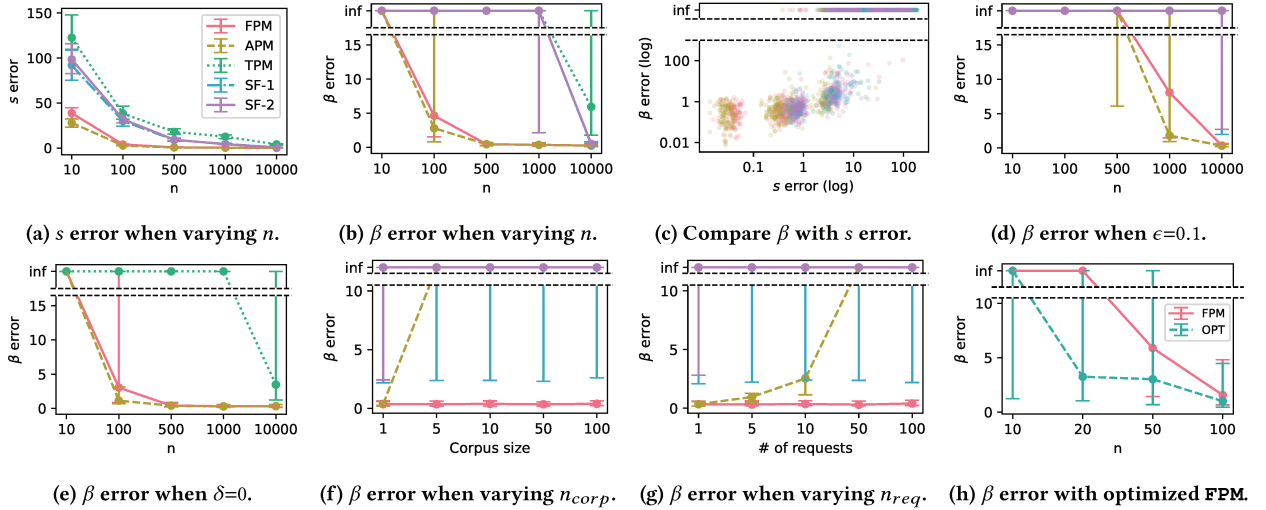 150
100
50
0
s error
10 100 500 1000 10000
n
FPM
APM
TPM
SF-1
SF-2
(a) s error when varying n.
inf
15
10
5
0
β error
10 100 500 1000 10000
n
(b) β error when varying n.
inf
100
1
0.01
β error (log)
0.1 1 10 100
s error (log)
(c) Compare β with s error.
inf
15
10
5
0
β error
10 100 500 1000 10000
n
(d) β error when ϵ=0.1.
inf
15
10
5
0
β error
10 100 500 1000 10000
n
(e) β error when δ=0.
inf
10
5
0
β error
1 5 10 50 100
Corpus size
(f) β error when varying n_corp.
inf
10
5
0
β error
1 5 10 50 100
# of requests
(g) β error when varying n_req.
inf
10
5
0
β error
10 20 50 100
n
FPM
OPT
(h) β error with optimized FPM.